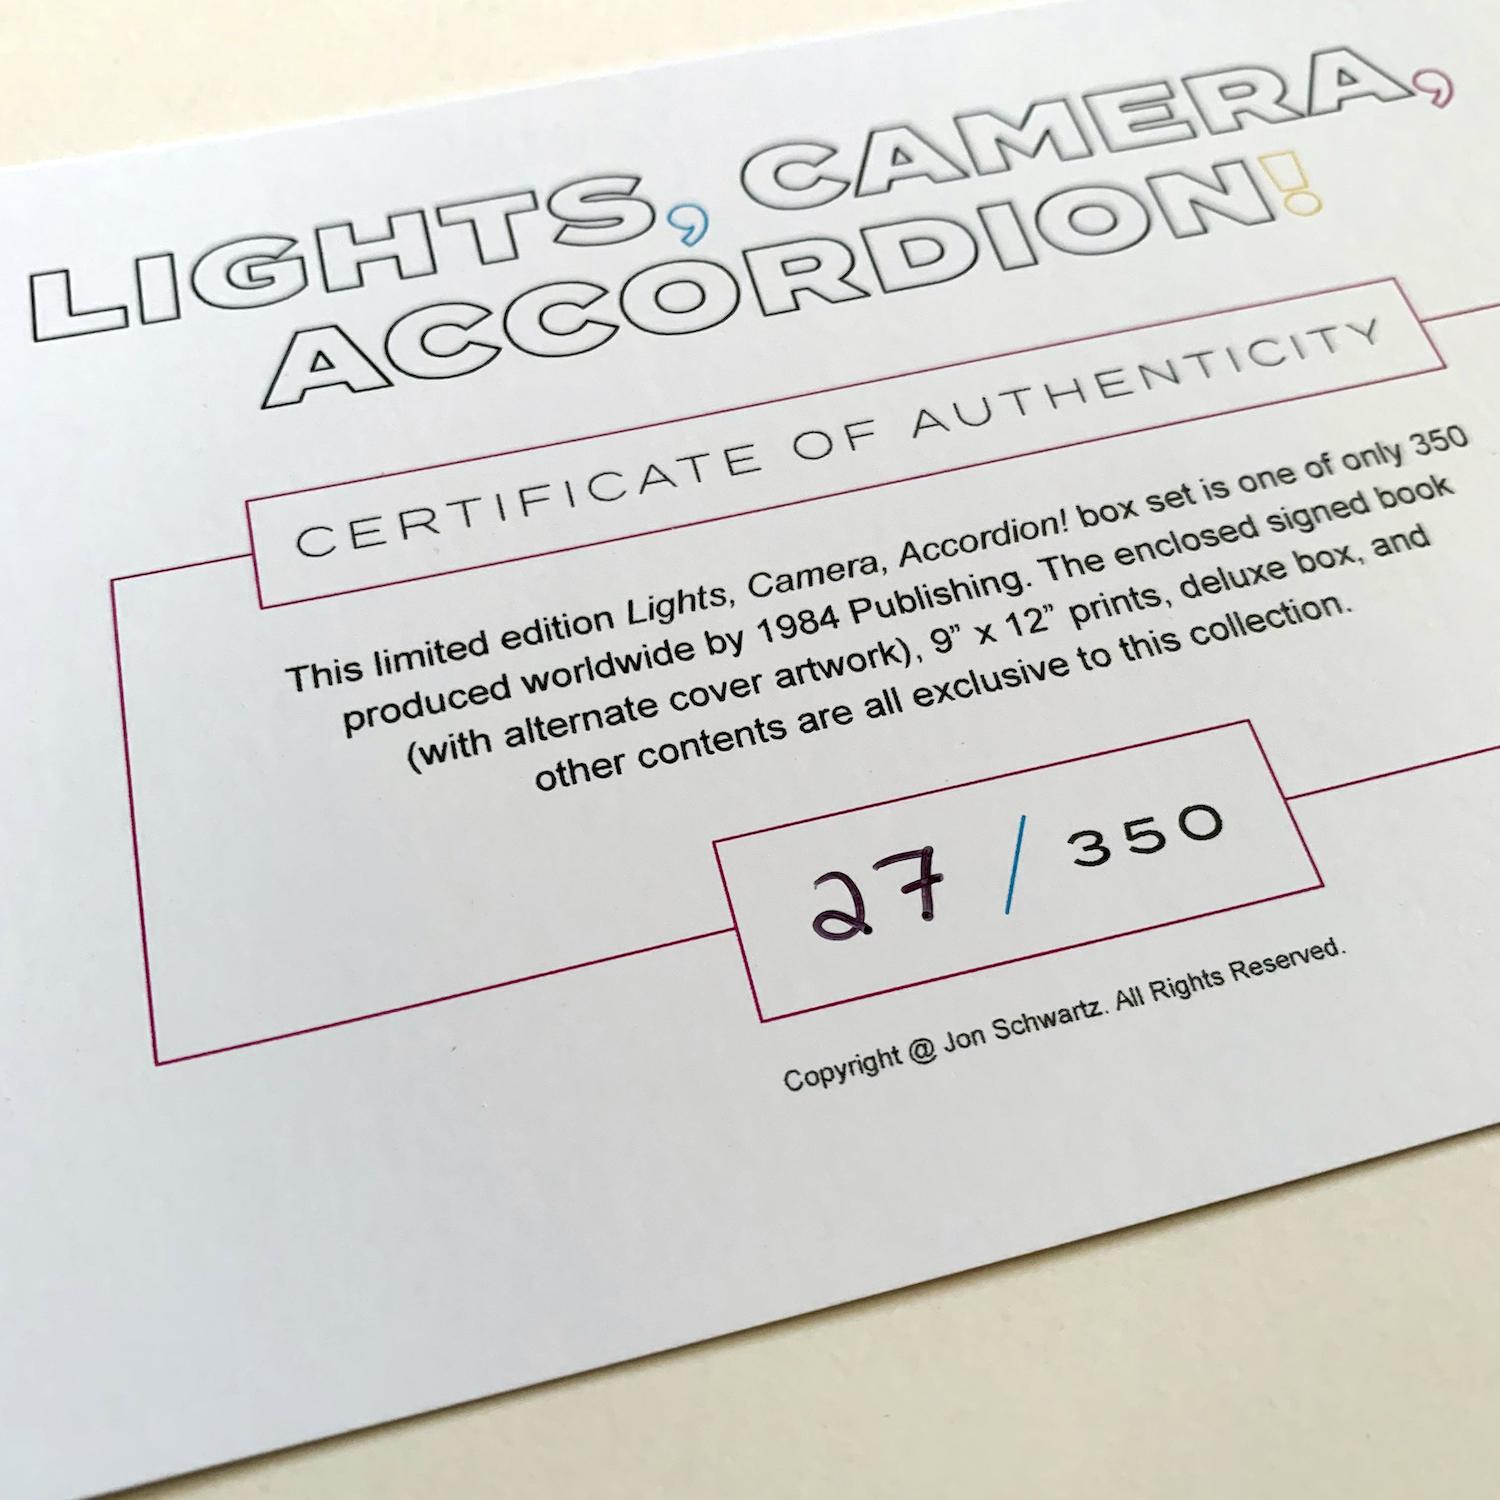 LIGHTS, CAMERA,
ACCORDION!
CERTIFICATE OF AUTHENTICITY
This limited edition Lights, Camera, Accordion! box set is one of only 350
produced worldwide by 1984 Publishing. The enclosed signed book
(with alternate cover artwork), 9” x 12” prints, deluxe box, and
other contents are all exclusive to this collection.
27 / 350
Copyright @ Jon Schwartz. All Rights Reserved.